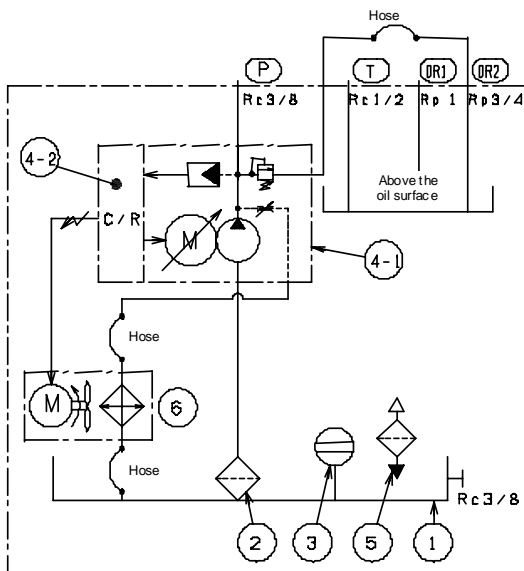 Hose
P
T
DR1
DR2
Rc3/8
Rc1/2
Rp 1
Rp3/4
4-2
Above the
oil surface
C/R
M
4-1
Hose
M
6
Hose
Rc3/8
2
3
5
1